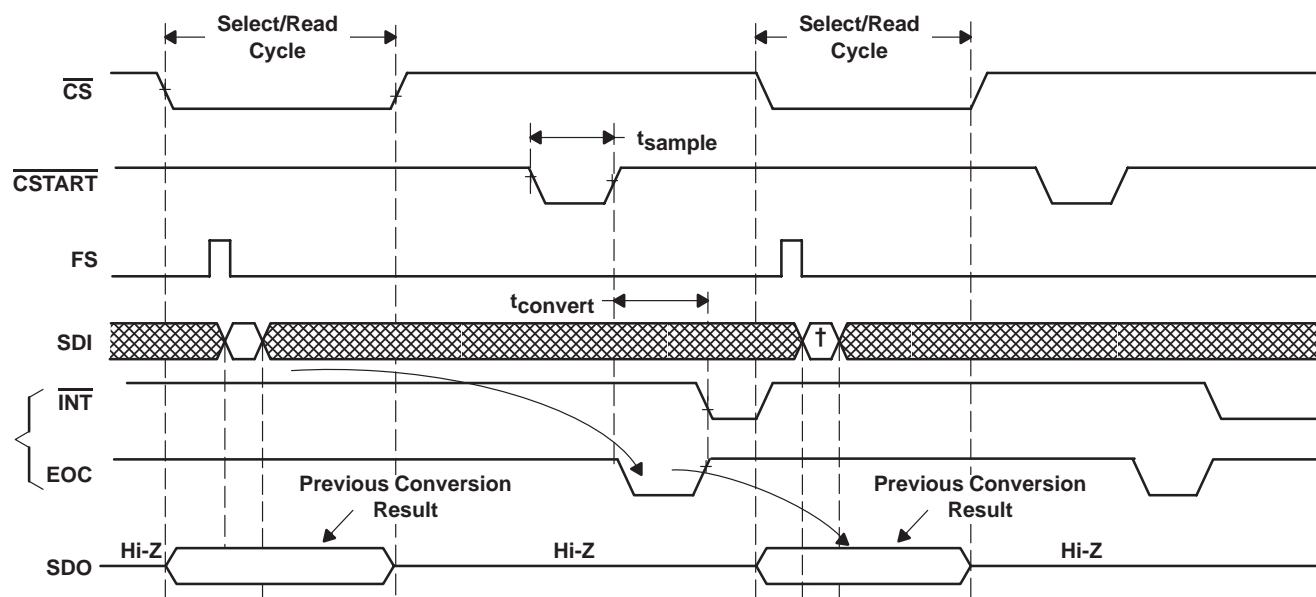 Select/Read
Cycle
Select/Read
Cycle
CS
tsample
CSTART
FS
tconvert
SDI
†
INT
EOC
Previous Conversion
Result
Previous Conversion
Result
Hi-Z
Hi-Z
Hi-Z
SDO